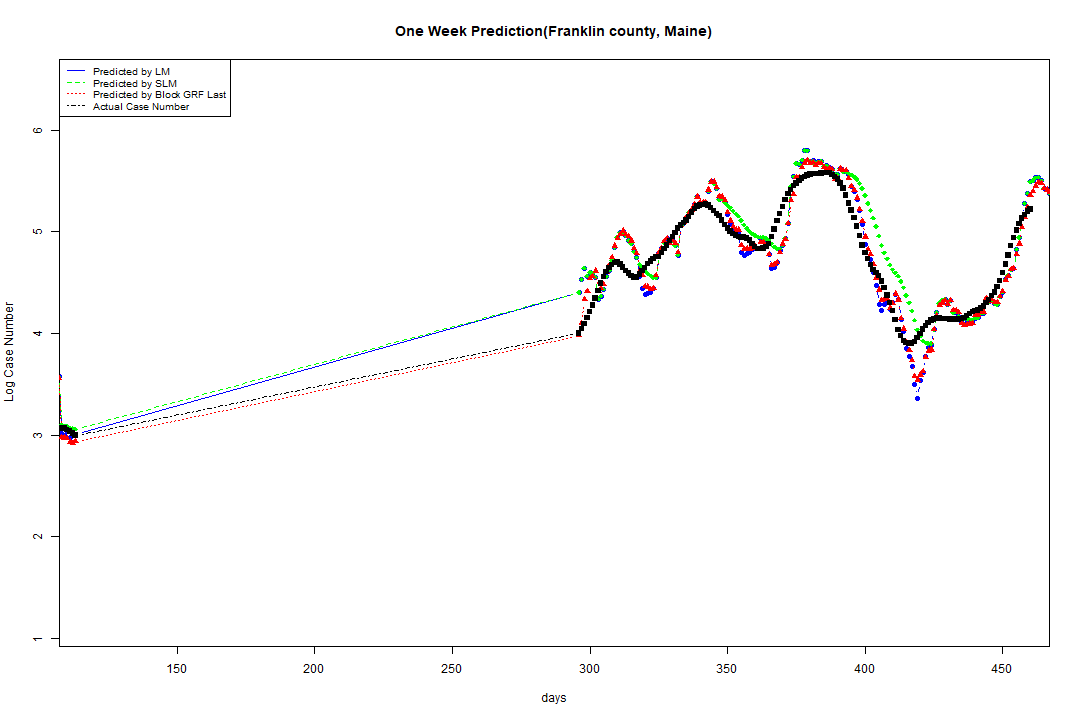 One Week Prediction(Franklin county, Maine)
Predicted by LM
Predicted by SLM
Predicted by Block GRF Last
Actual Case Number
6
5
4
3
2
1
Log Case Number
150 200 250 300 350 400 450
days